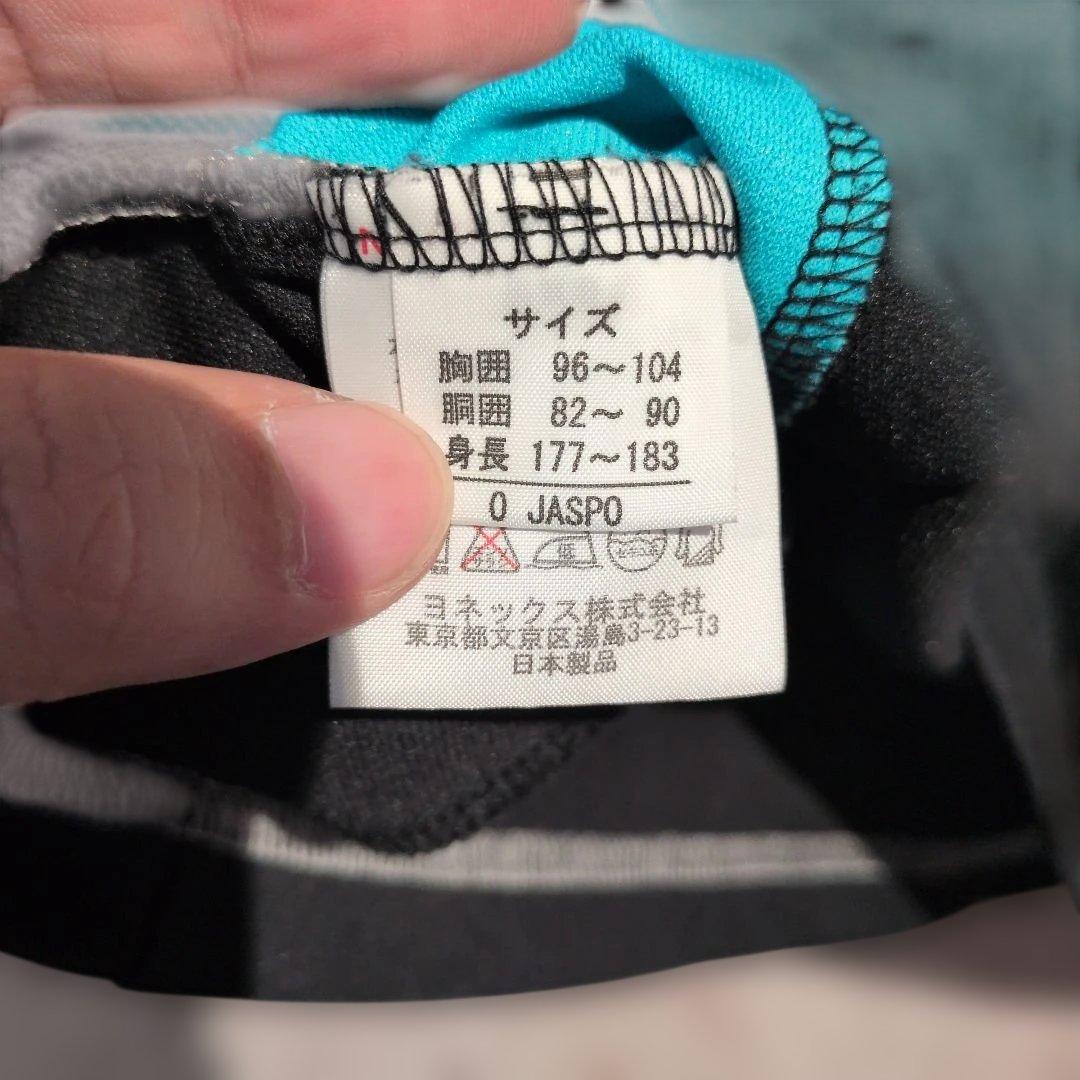 サイズ
胸囲 96～104
胴囲 82～ 90
身長 177～183
O JASPO
ヨネックス株式会社
東京都文京区湯島3-23-13
日本製品